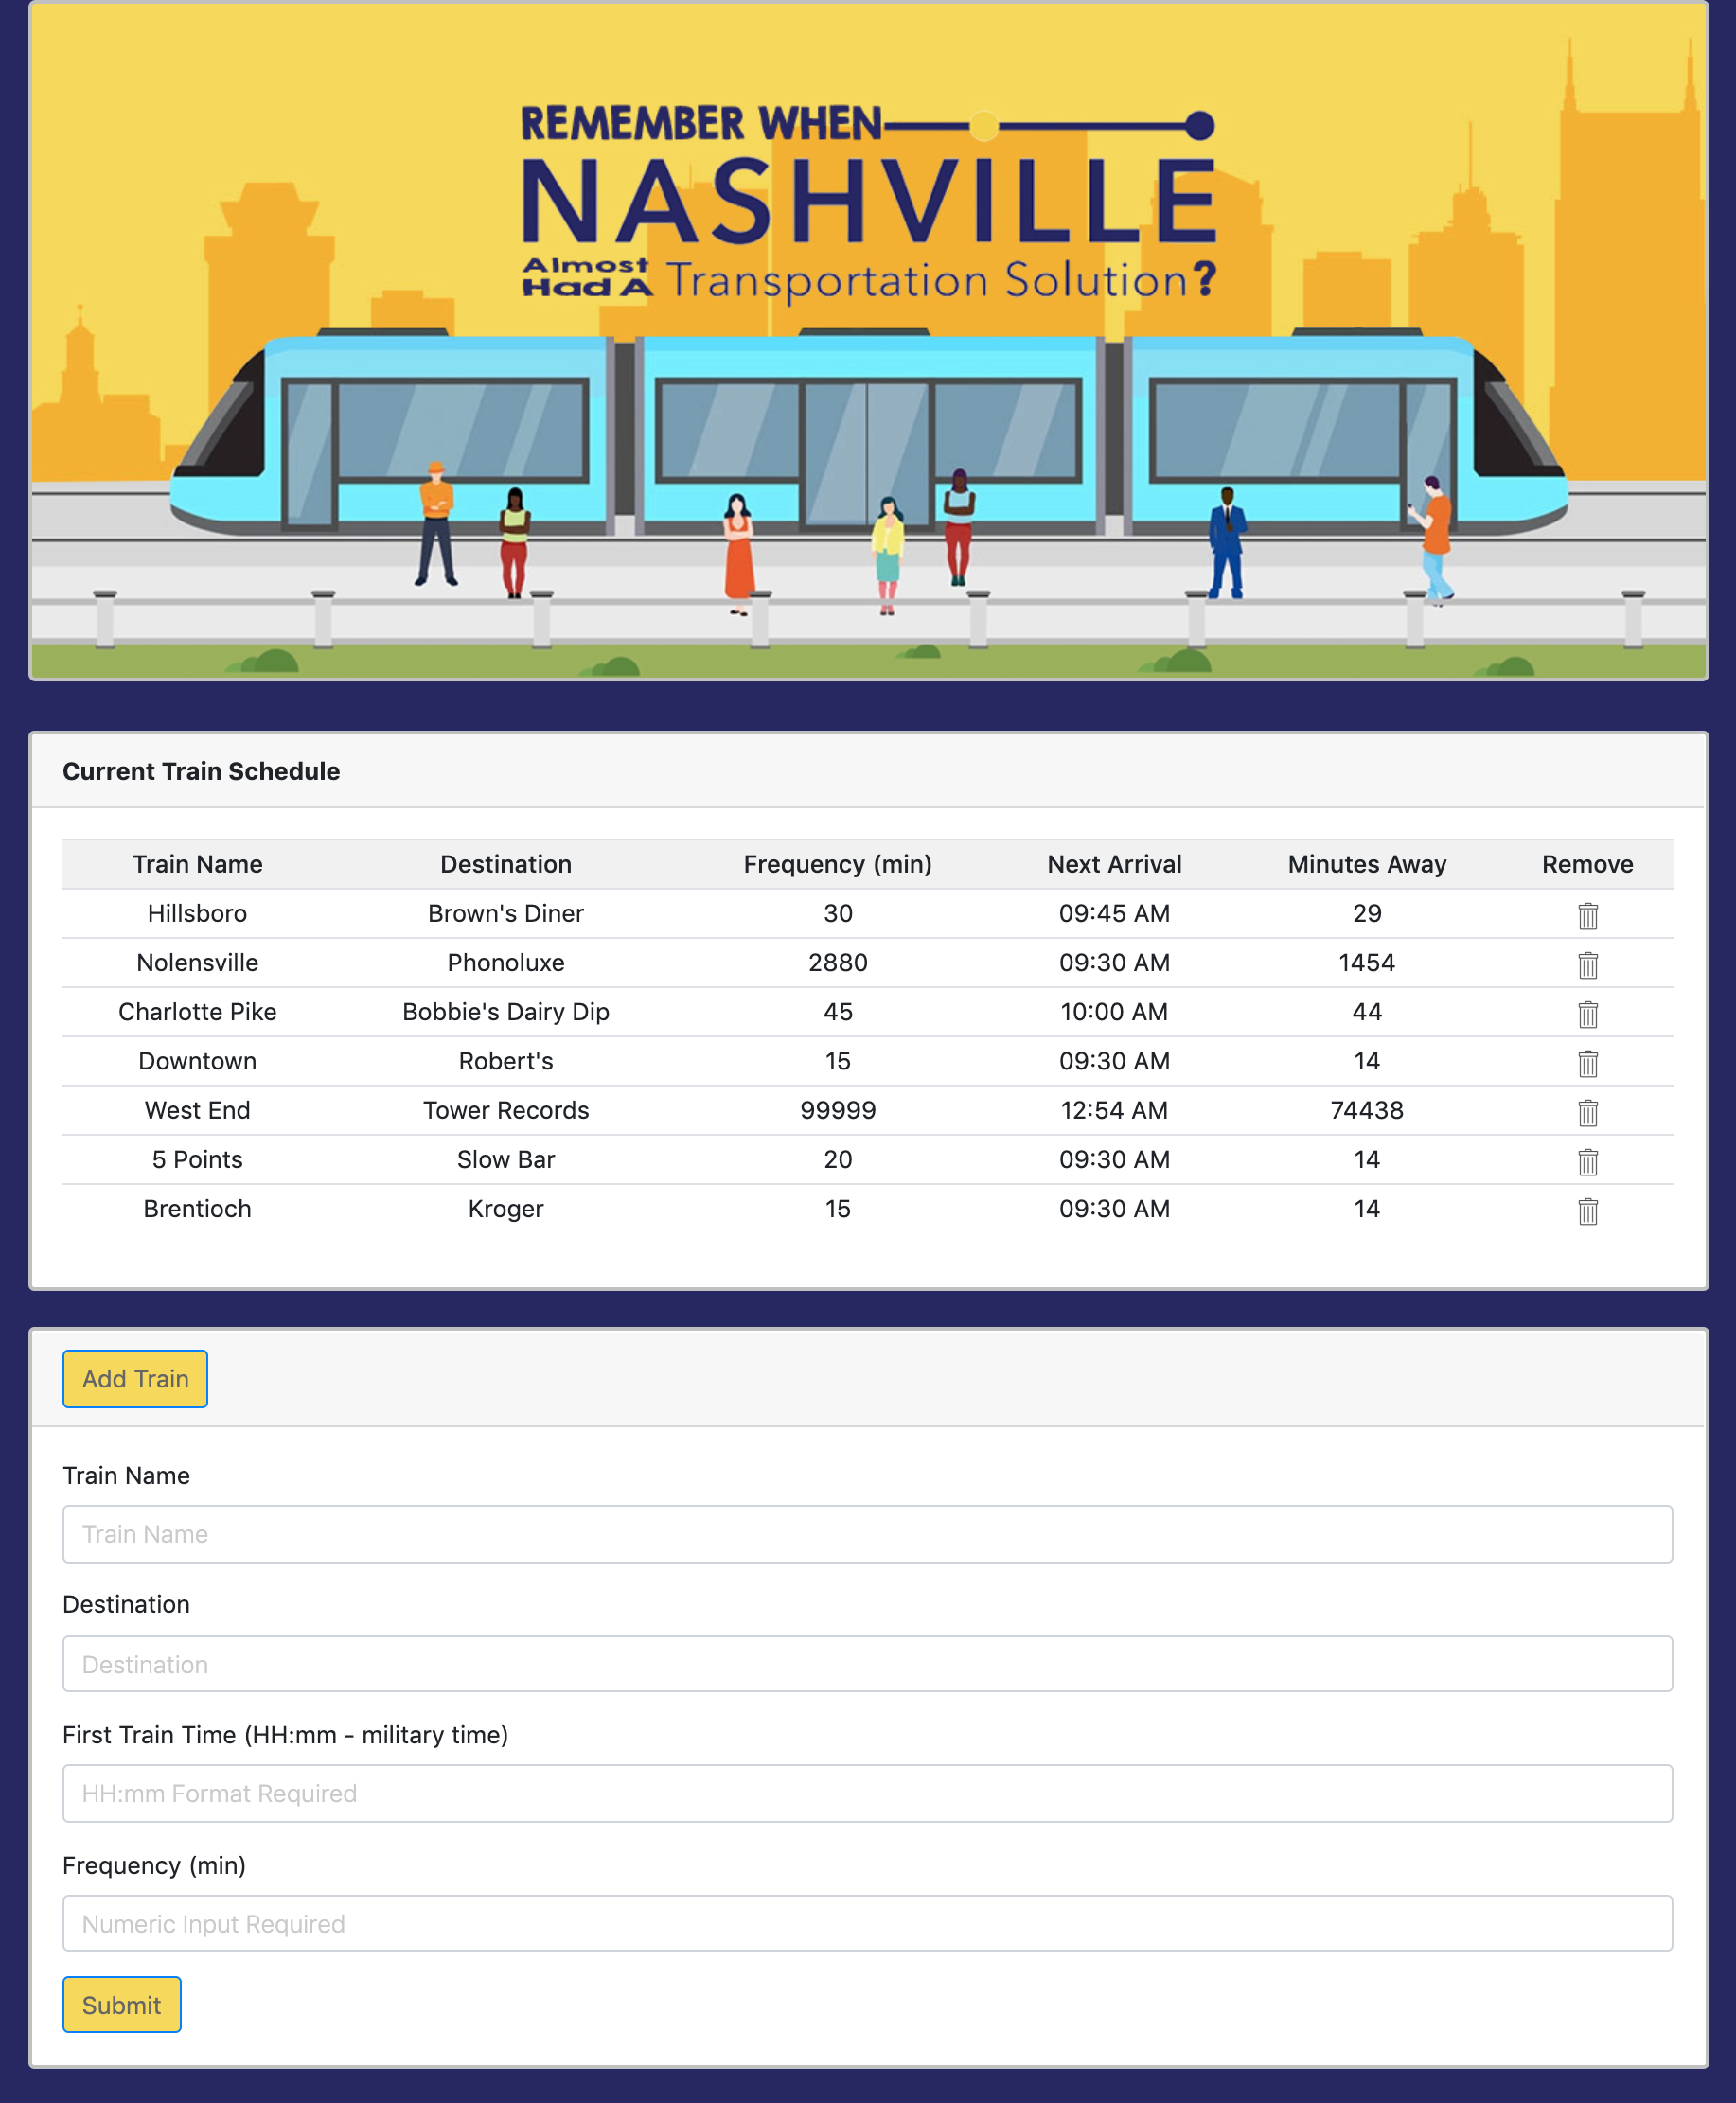 REMEMBER WHEN
NASHVILLE
Almost Had A Transportation Solution?
Current Train Schedule
Train Name Destination Frequency (min) Next Arrival Minutes Away Remove
Hillsboro Brown's Diner 30 09:45 AM 29
Nolensville Phonoluxe 2880 09:30 AM 1454
Charlotte Pike Bobbie's Dairy Dip 45 10:00 AM 44
Downtown Robert's 15 09:30 AM 14
West End Tower Records 99999 12:54 AM 74438
5 Points Slow Bar 20 09:30 AM 14
Brentioch Kroger 15 09:30 AM 14
Add Train
Train Name
Train Name
Destination
Destination
First Train Time (HH:mm - military time)
HH:mm Format Required
Frequency (min)
Numeric Input Required
Submit